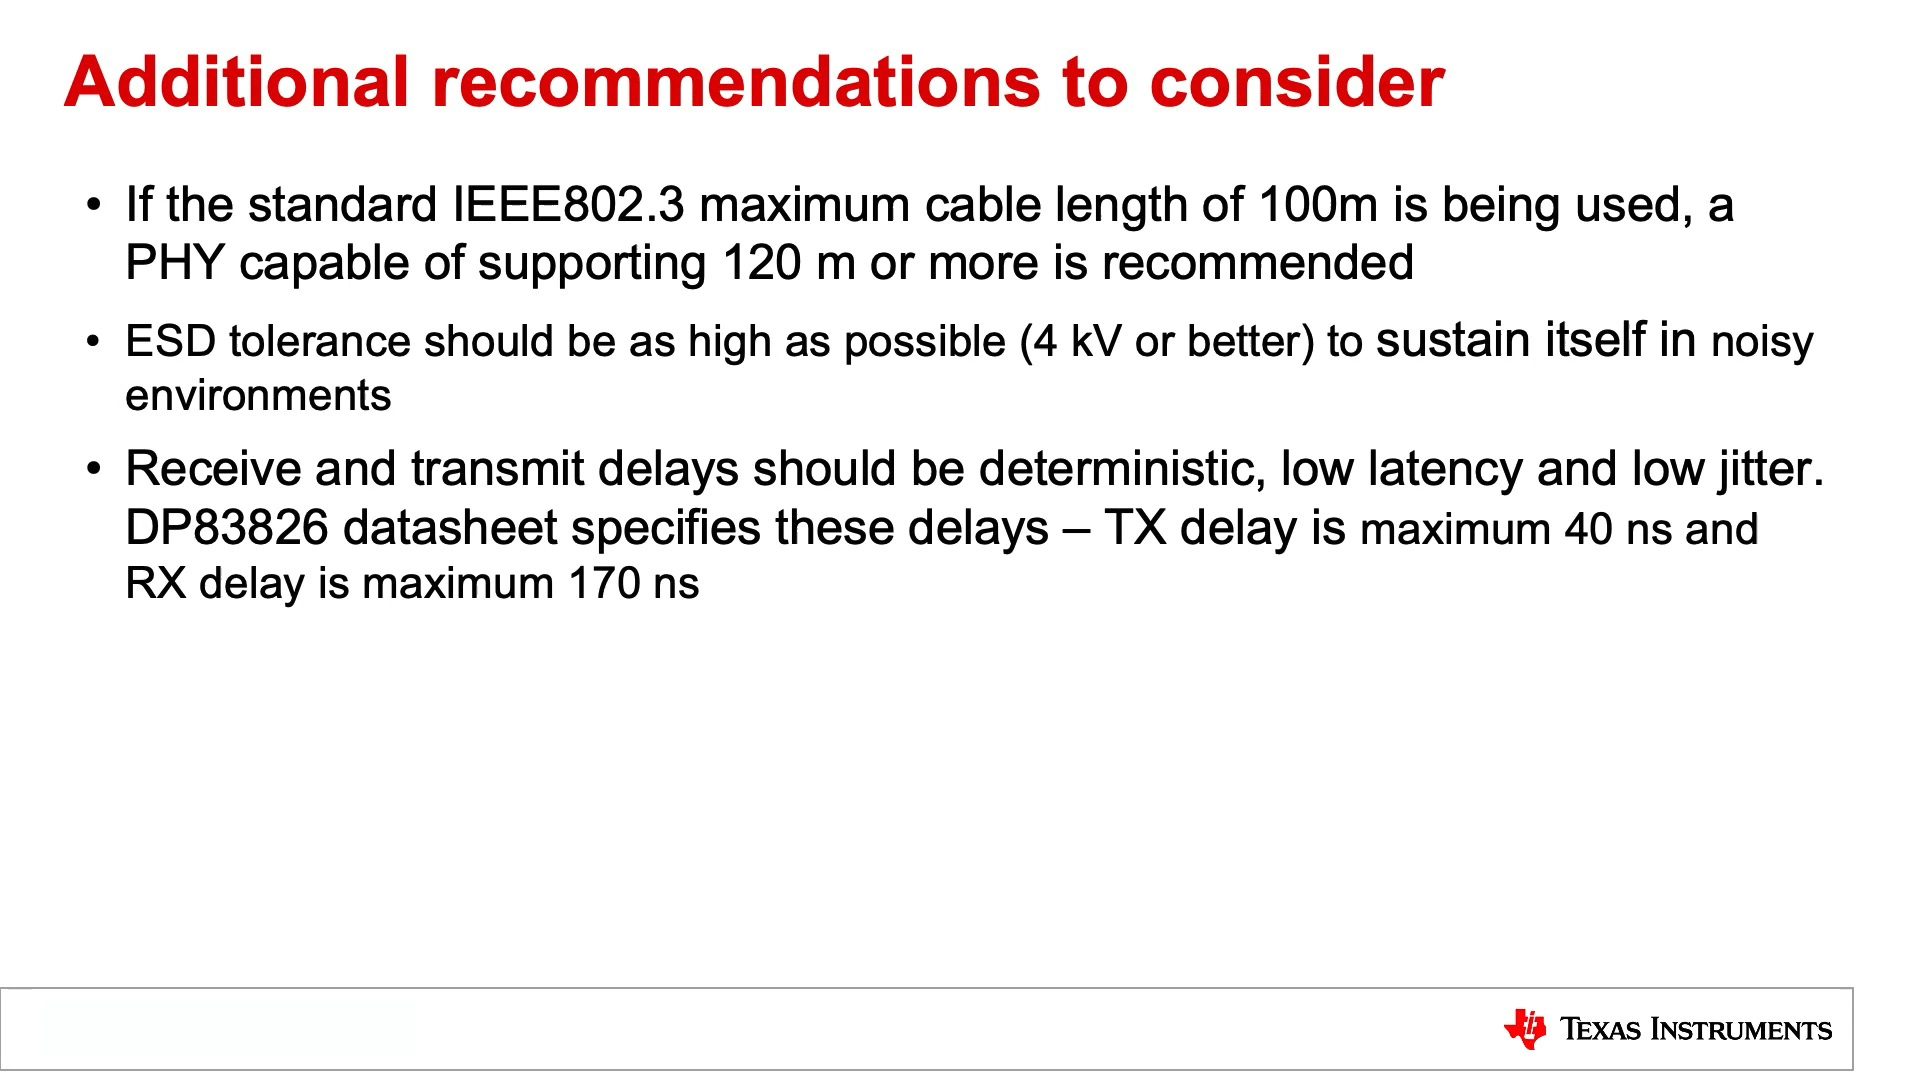 Additional recommendations to consider
• If the standard IEEE802.3 maximum cable length of 100m is being used, a
PHY capable of supporting 120 m or more is recommended
• ESD tolerance should be as high as possible (4 kV or better) to sustain itself in noisy
environments
• Receive and transmit delays should be deterministic, low latency and low jitter.
DP83826 datasheet specifies these delays – TX delay is maximum 40 ns and
RX delay is maximum 170 ns
TEXAS INSTRUMENTS